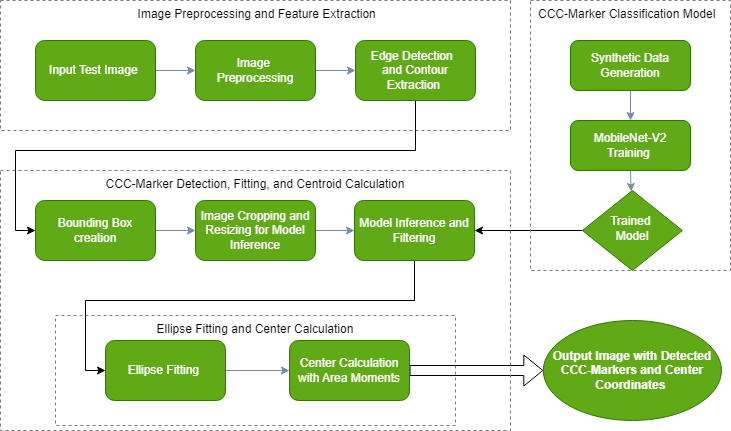 Image Preprocessing and Feature Extraction
Input Test Image
Image
Preprocessing
Edge Detection
and Contour
Extraction
CCC-Marker Classification Model
Synthetic Data
Generation
MobileNet-V2
Training
Trained
Model
CCC-Marker Detection, Fitting, and Centroid Calculation
Bounding Box
creation
Image Cropping and
Resizing for Model
Inference
Model Inference and
Filtering
Ellipse Fitting and Center Calculation
Ellipse Fitting
Center Calculation
with Area Moments
Output Image with Detected
CCC-Markers and Center
Coordinates